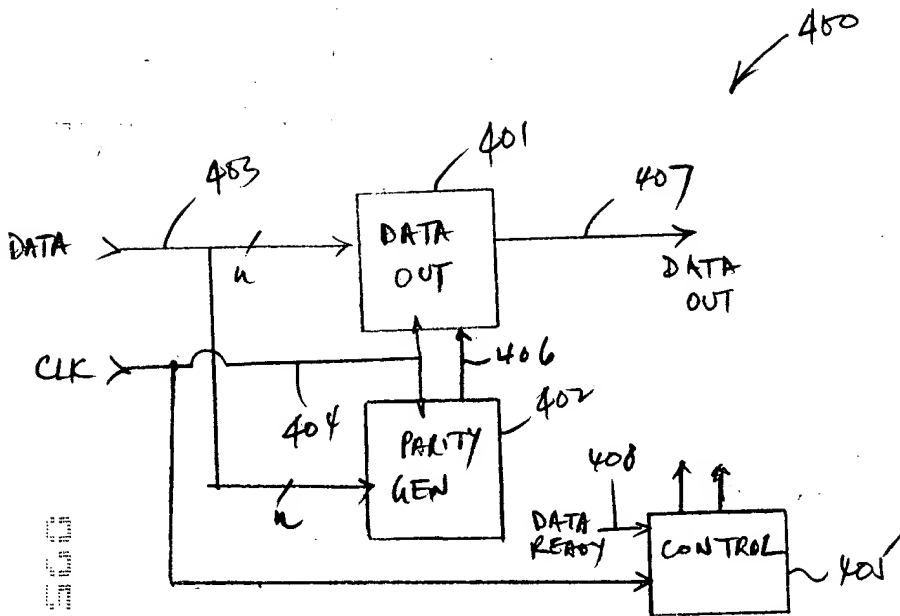 400
401
403
407
DATA
n
DATA
OUT
DATA
OUT
CLK
406
404
402
PARITY
GEN
n
408
DATA
READY
CONTROL
405